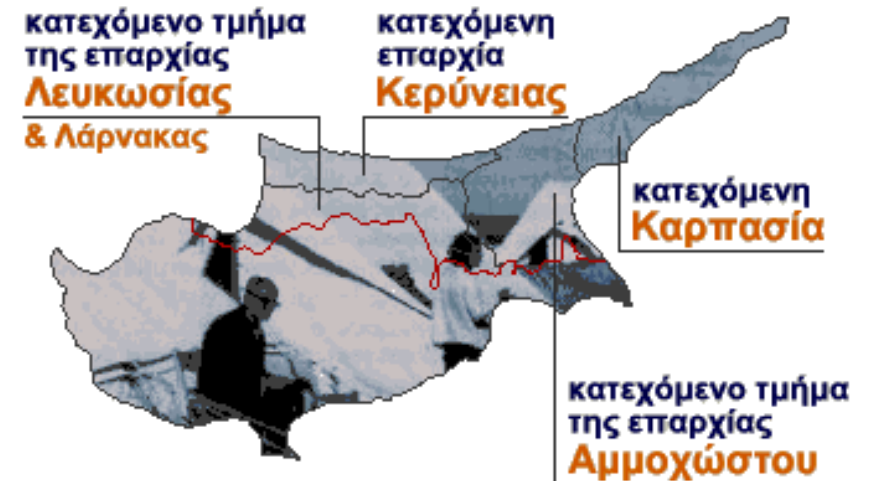 κατεχόμενο τμήμα
της επαρχίας
Λευκωσίας
& Λάρνακας
κατεχόμενη
επαρχία
Κερύνειας
κατεχόμενη
Καρπασία
κατεχόμενο τμήμα
της επαρχίας
Αμμοχώστου